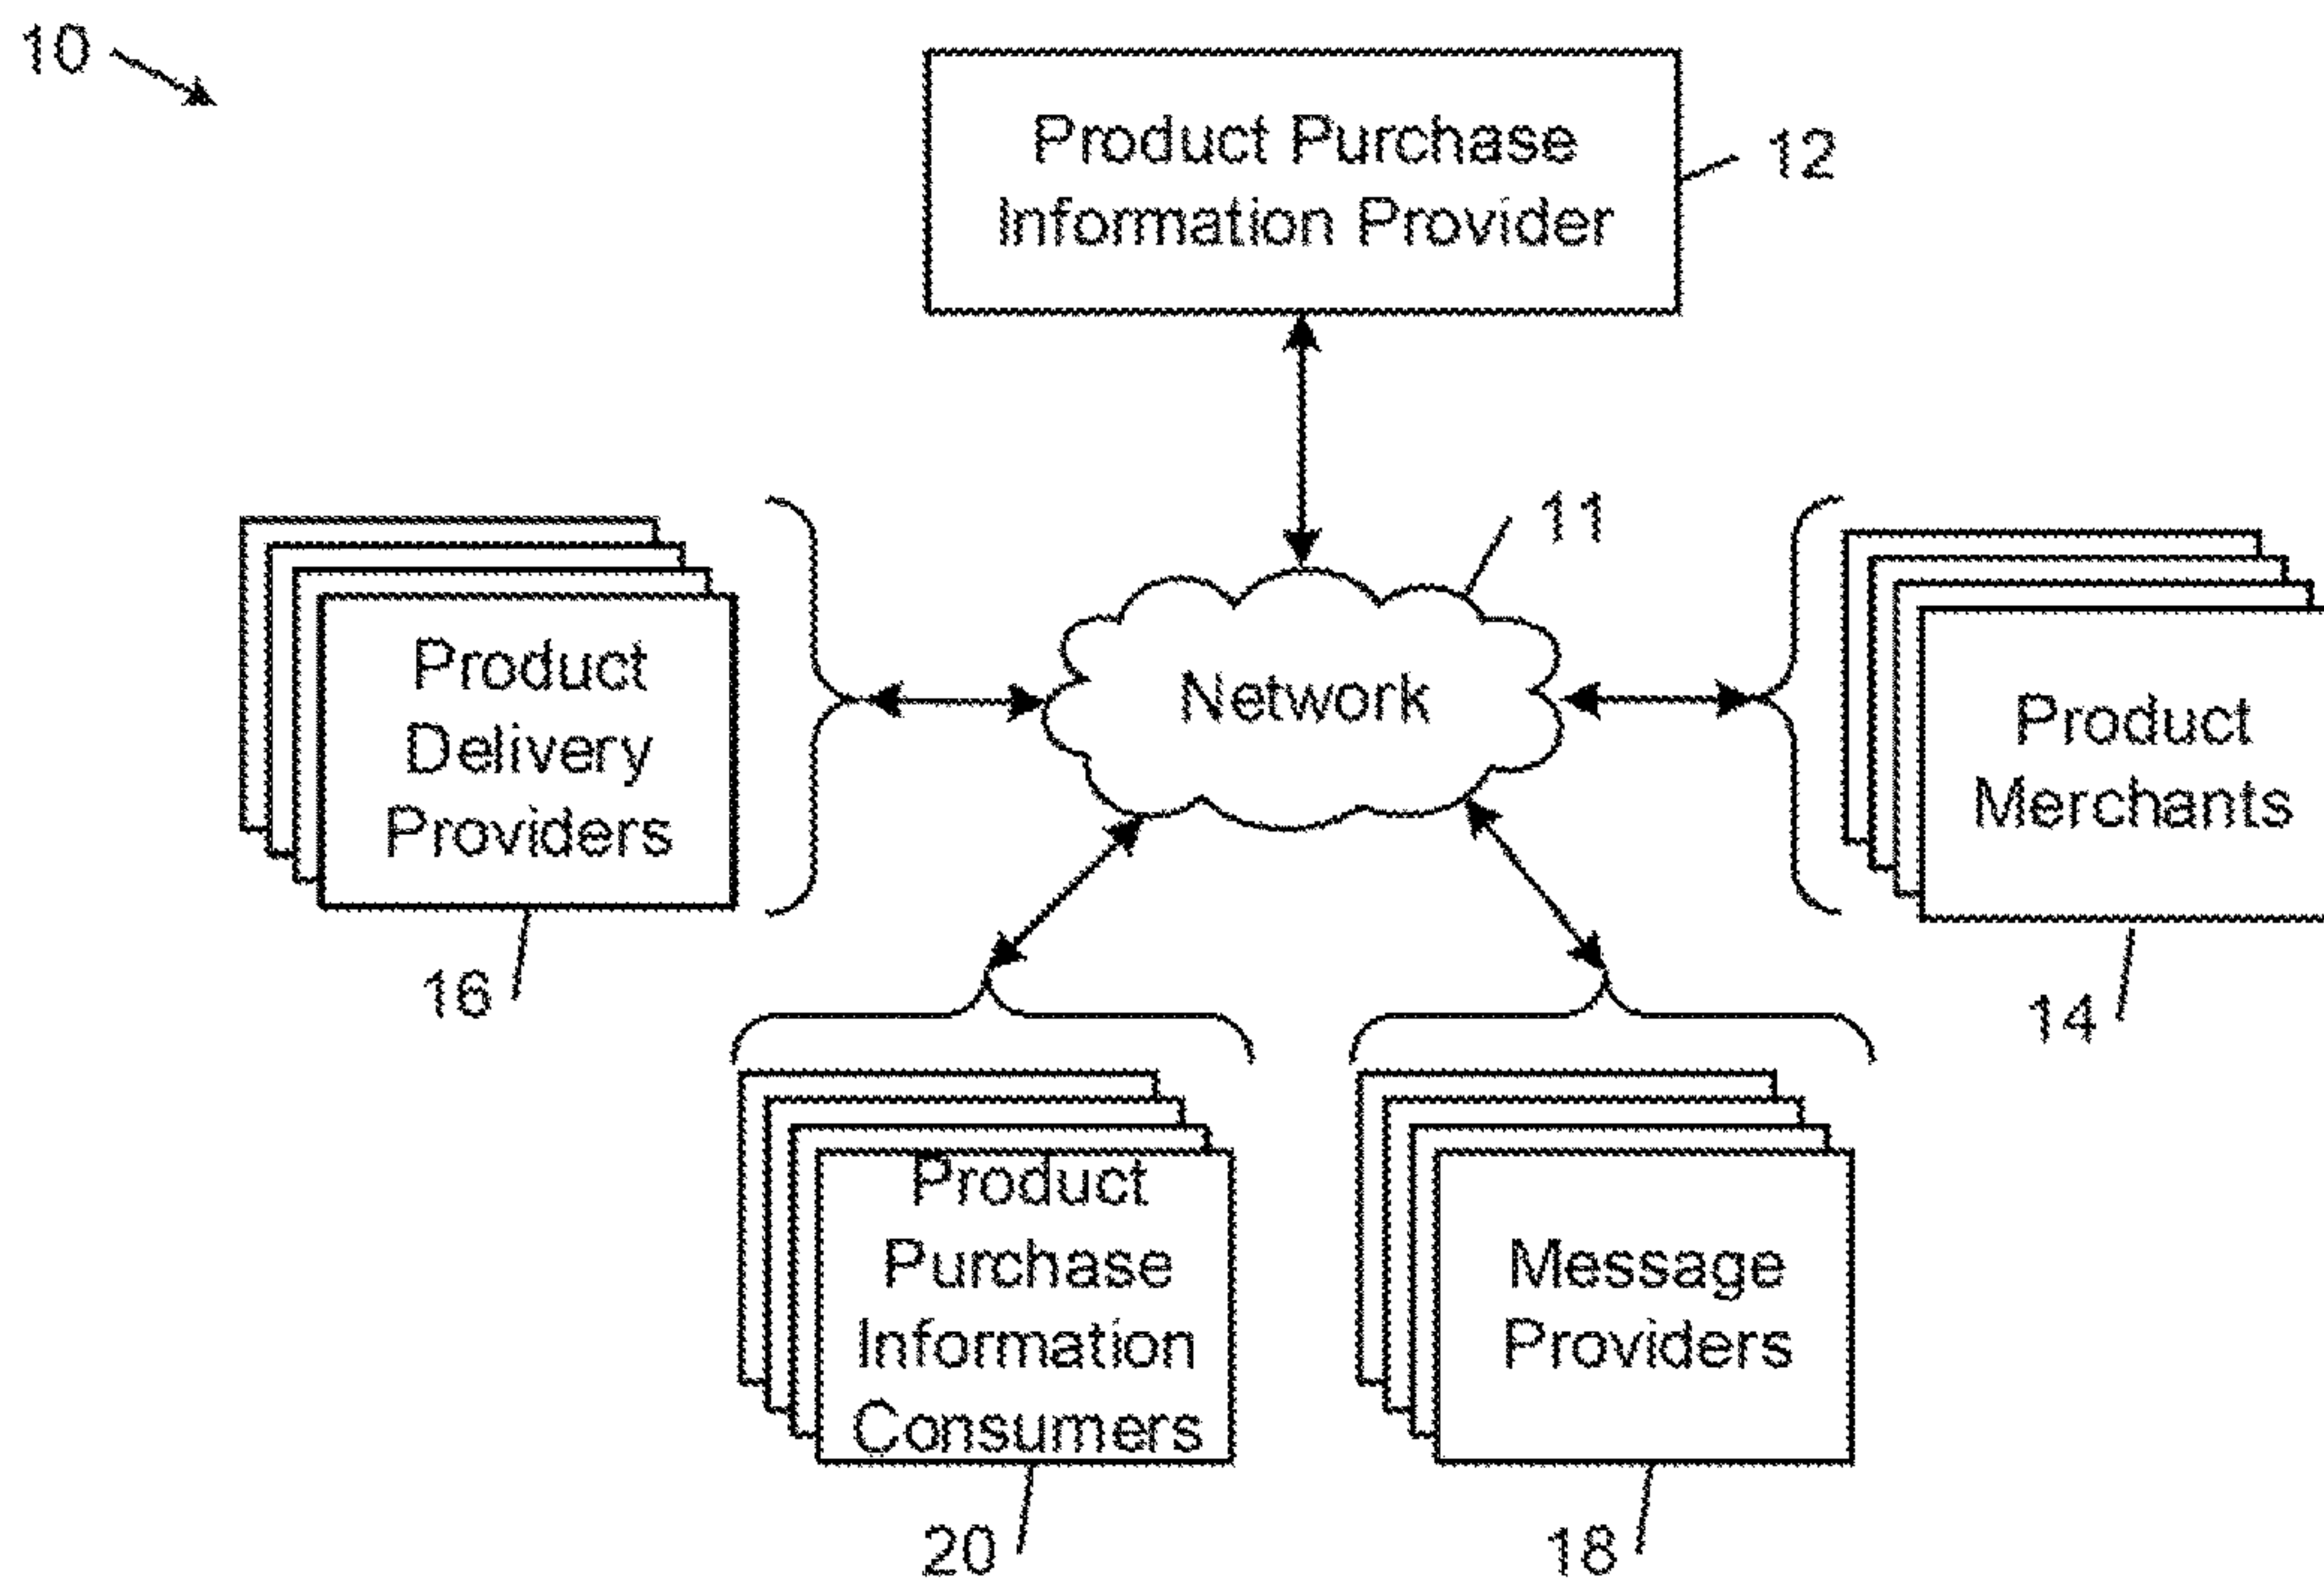 10
Product Purchase
Information Provider
12
11
Network
Product
Delivery
Providers
16
Product
Merchants
14
Product
Purchase
Information
Consumers
20
Message
Providers
18